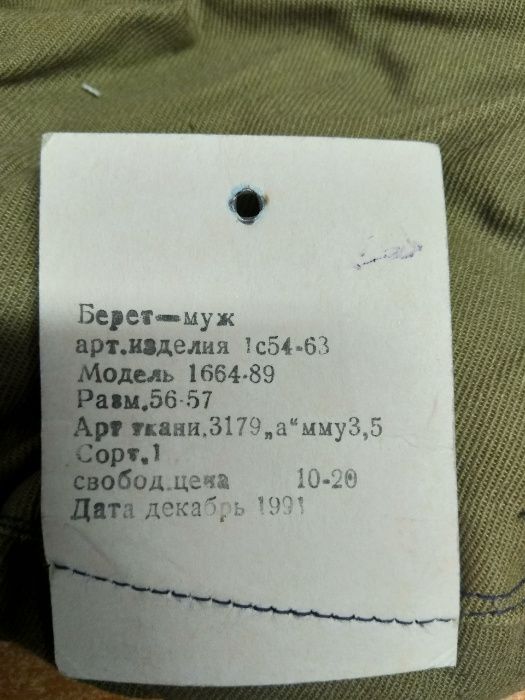 Берет—муж
арт.изделия 1с54-63
Модель 1664-89
Разм.56-57
Арт ткани.3179„а“мму3,5
Сорт.1
свобод.цена 10-20
Дата декабрь 1991